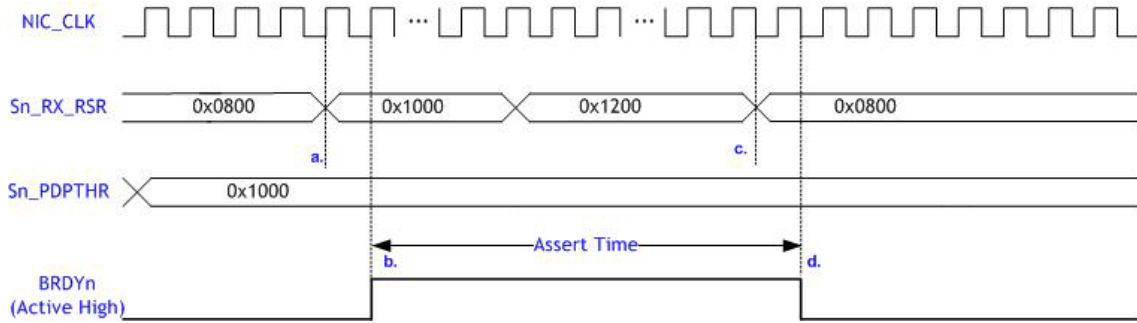 NIC_CLK ... ...
Sn_RX_RSR 0x0800 0x1000 0x1200 0x0800
a. c.
Sn_PDPTHR 0x1000
Assert Time
b. d.
BRDYn
(Active High)